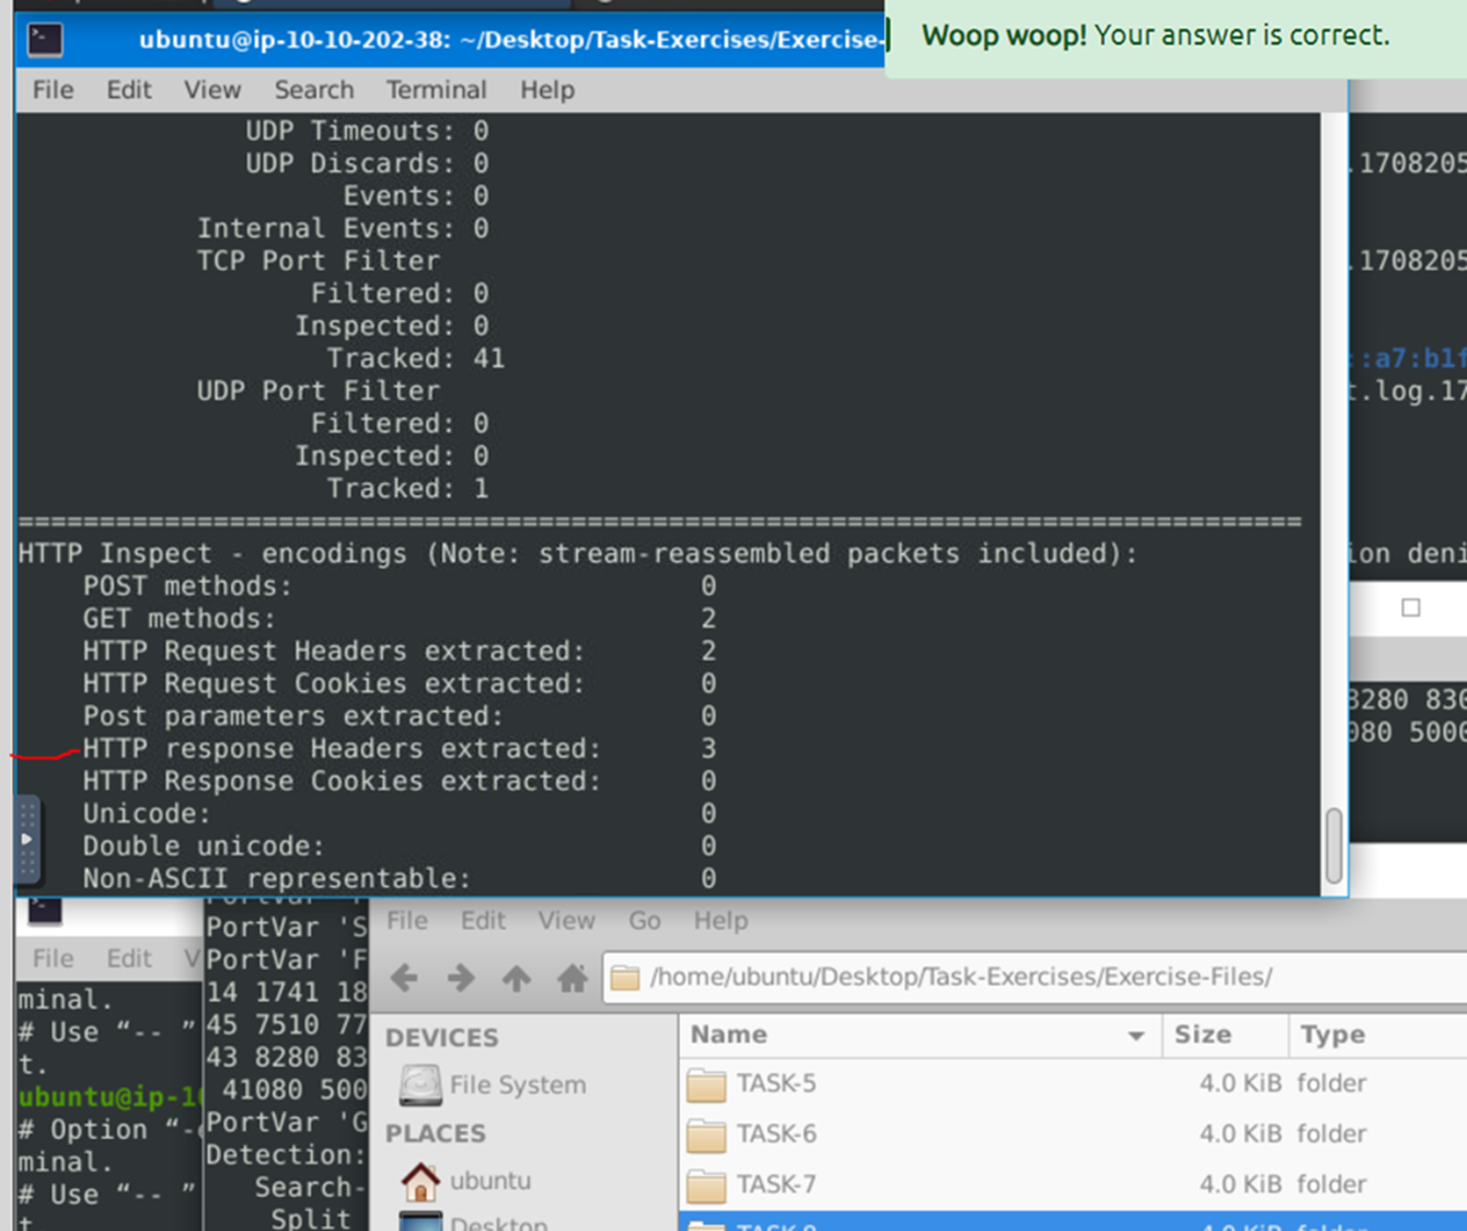 ubuntu@ip-10-10-202-38: ~/Desktop/Task-Exercises/Exercise-
Woop woop! Your answer is correct.
File Edit View Search Terminal Help
UDP Timeouts: 0
UDP Discards: 0
.1708205
Events: 0
Internal Events: 0
TCP Port Filter
.1708205
Filtered: 0
Inspected: 0
Tracked: 41
::a7:b1f
UDP Port Filter
t.log.17
Filtered: 0
Inspected: 0
Tracked: 1
================================================================================
HTTP Inspect - encodings (Note: stream-reassembled packets included):
ion deni
POST methods: 0
GET methods: 2
HTTP Request Headers extracted: 2
HTTP Request Cookies extracted: 0
8280 830
Post parameters extracted: 0
080 5000
HTTP response Headers extracted: 3
HTTP Response Cookies extracted: 0
Unicode: 0
Double unicode: 0
Non-ASCII representable: 0
File Edit V
minal.
# Use “-- ”
t.
ubuntu@ip-1
# Option “-
minal.
# Use “-- ”
PortVar 'S
PortVar 'F
14 1741 18
45 7510 77
43 8280 83
41080 500
PortVar 'G
Detection:
Search-
Split
File Edit View Go Help
/home/ubuntu/Desktop/Task-Exercises/Exercise-Files/
DEVICES
File System
PLACES
ubuntu
Desktop
Name Size Type
TASK-5 4.0 KiB folder
TASK-6 4.0 KiB folder
TASK-7 4.0 KiB folder